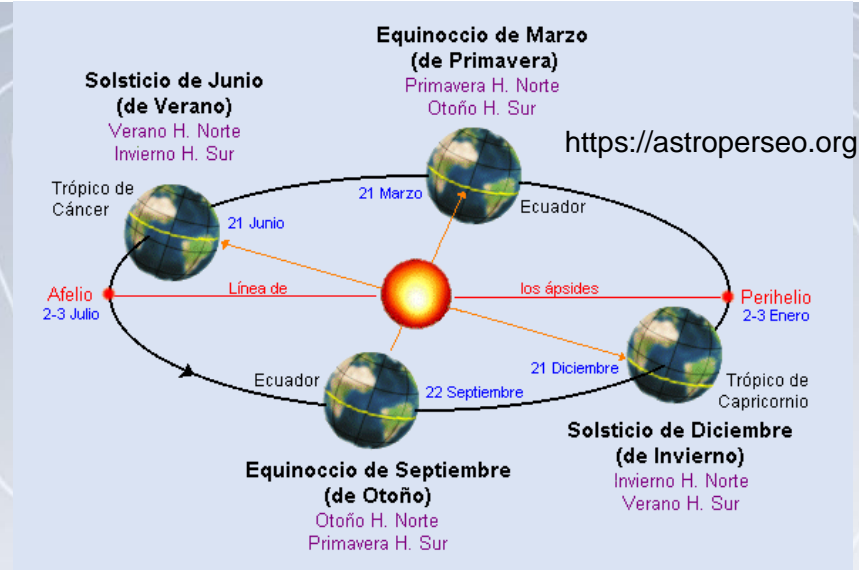 Equinoccio de Marzo
(de Primavera)
Primavera H. Norte
Otoño H. Sur
Solsticio de Junio
(de Verano)
Verano H. Norte
Invierno H. Sur
https://astroperseo.org
Trópico de
Cáncer
21 Junio
21 Marzo
Ecuador
Afelio
2-3 Julio
Línea de
los ápsides
Perihelio
2-3 Enero
Ecuador
22 Septiembre
21 Diciembre
Trópico de
Capricornio
Equinoccio de Septiembre
(de Otoño)
Otoño H. Norte
Primavera H. Sur
Solsticio de Diciembre
(de Invierno)
Invierno H. Norte
Verano H. Sur